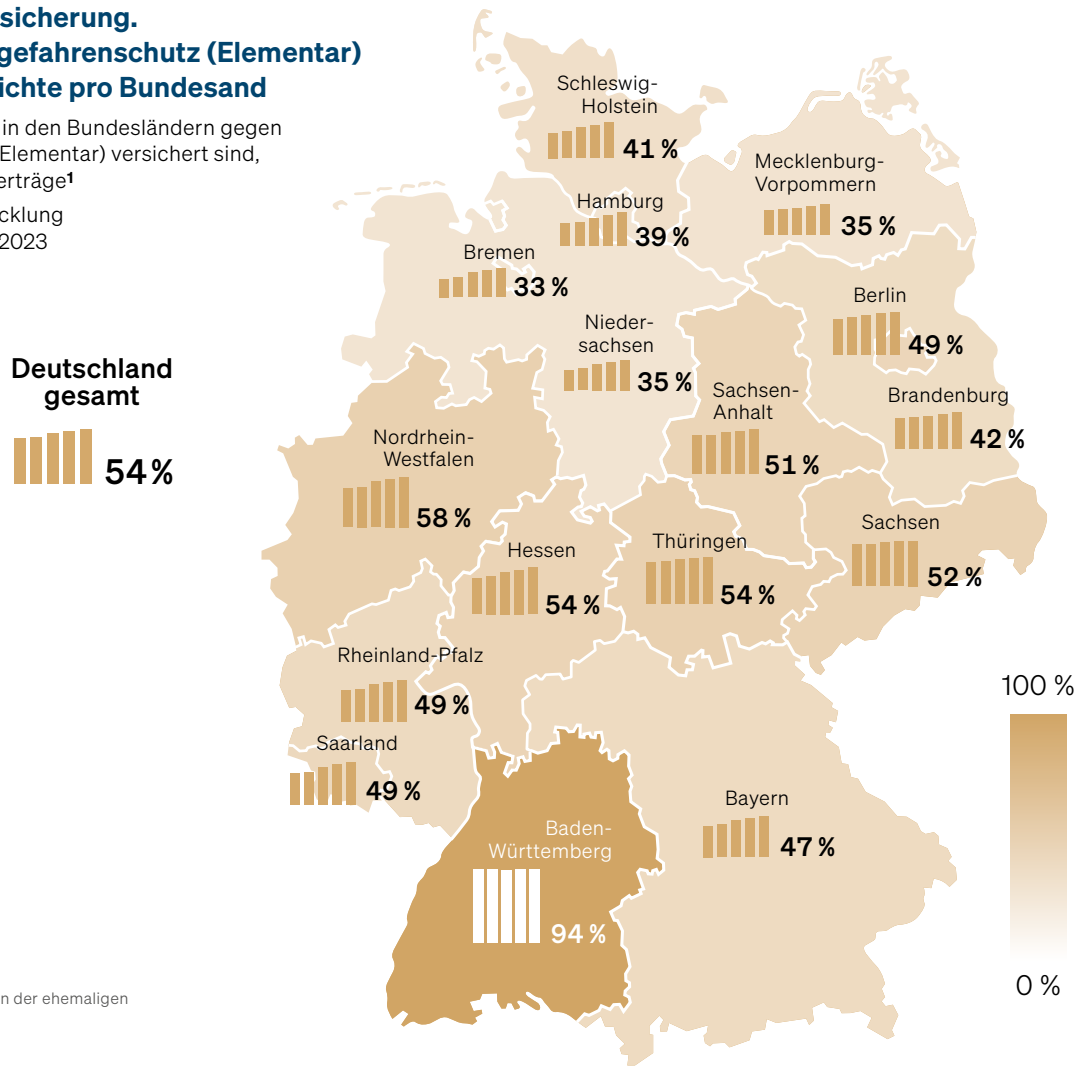 sicherung.
gefahrenschutz (Elementar)
ichte pro Bundesand
in den Bundesländern gegen
Elementar) versichert sind,
erträge¹
cklung
2023
Deutschland
gesamt
54 %
Schleswig-
Holstein
41 %
Mecklenburg-
Vorpommern
35 %
Hamburg
39 %
Bremen
33 %
Berlin
49 %
Nieder-
sachsen
35 %
Brandenburg
42 %
Sachsen-
Anhalt
51 %
Nordrhein-
Westfalen
58 %
Sachsen
52 %
Hessen
54 %
Thüringen
54 %
Rheinland-Pfalz
49 %
Saarland
49 %
Bayern
47 %
Baden-
Württemberg
94 %
100 %
0 %
n der ehemaligen